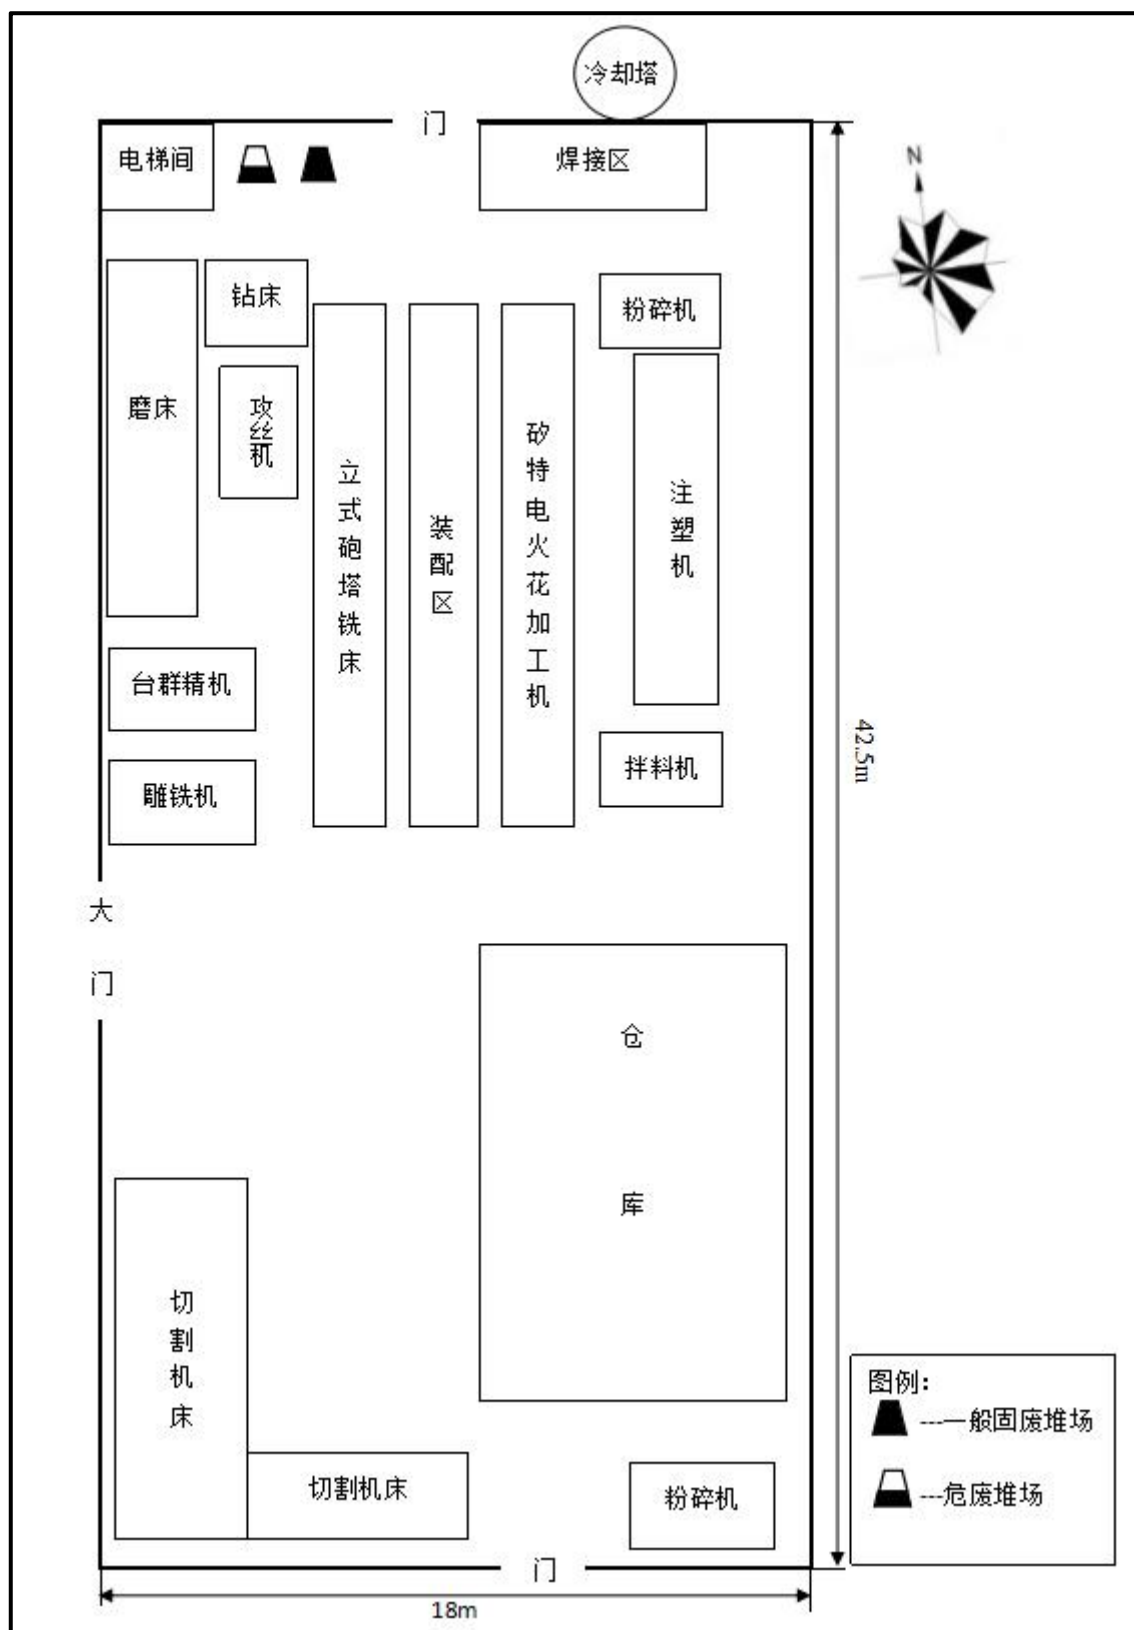 冷却塔
门
电梯间
焊接区
N
钻床
粉碎机
磨床
攻丝机
立式砲塔铣床
装配区
矽特电火花加工机
注塑机
台群精机
拌料机
雕铣机
42.5m
大门
仓库
切割机床
切割机床
粉碎机
图例：
---一般固废堆场
---危废堆场
门
18m